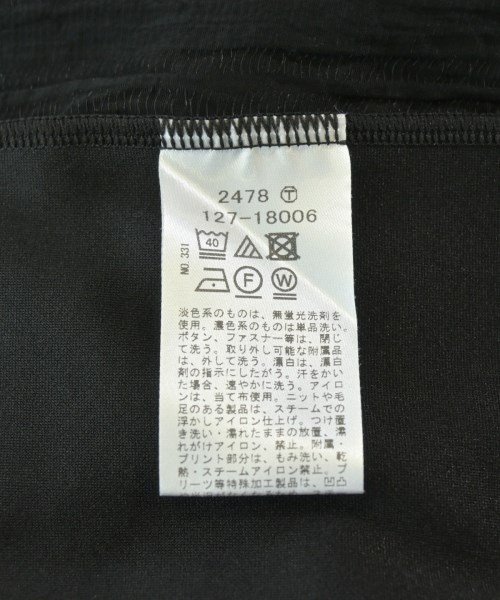 2478 Ⓣ
127-18006
NO.331
40
F W
淡色系のものは、無蛍光洗剤を
使用。濃色系のものは単品洗い。
ボタン、ファスナー等は、閉じ
て洗う。取り外し可能な附属品
は、外して洗う。漂白は、漂白
剤の指示にしたがう。汗をかい
た場合、速やかに洗う。アイロ
ンは、当て布使用。ニットや毛
足のある製品は、スチームでの
浮かしアイロン仕上げ。つけ置
き洗い・濡れたままの放置、濡
れがけアイロン、禁止。附属・
プリント部分は、もみ洗い、乾
熱・スチームアイロン禁止。プ
リーツ等特殊加工製品は、凹凸